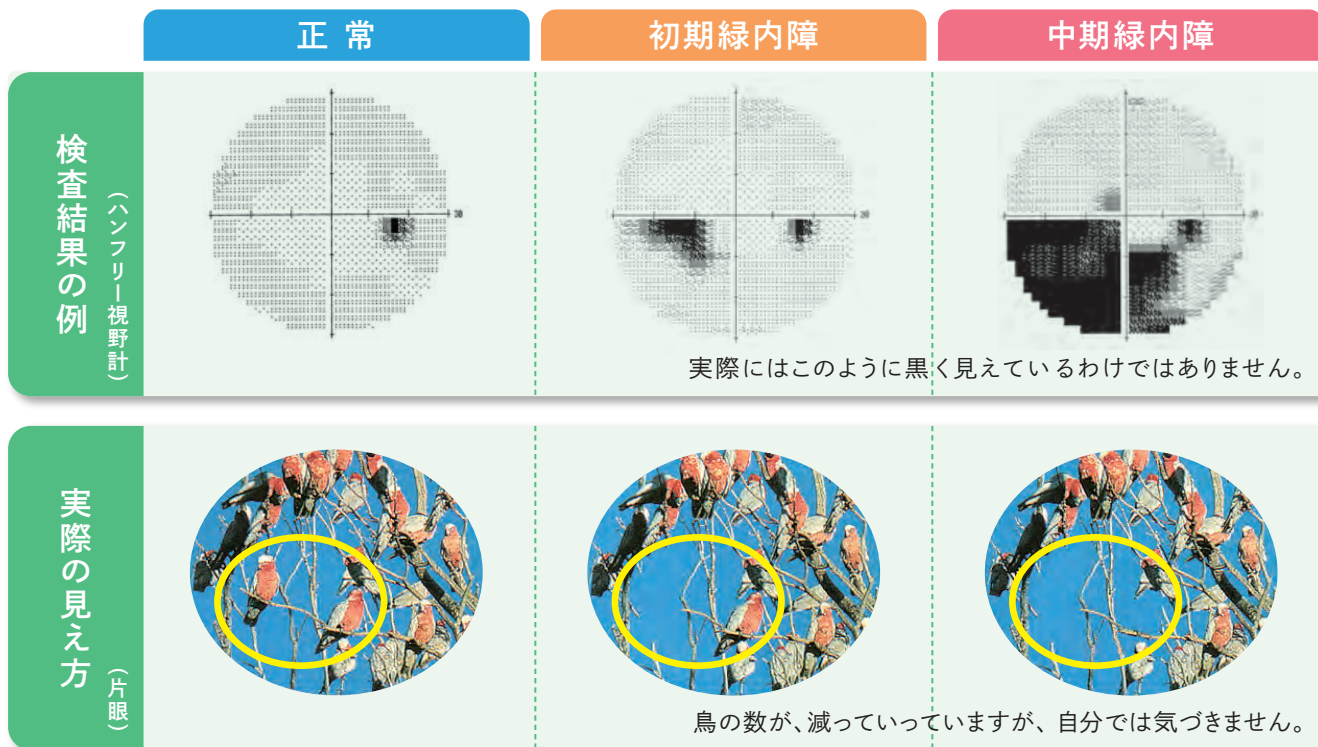 正常
初期緑内障
中期緑内障
検査結果の例
（ハンフリー視野計）
30
30
30
実際にはこのように黒く見えているわけではありません。
実際の見え方
（片眼）
鳥の数が、減っていっていますが、自分では気づきません。